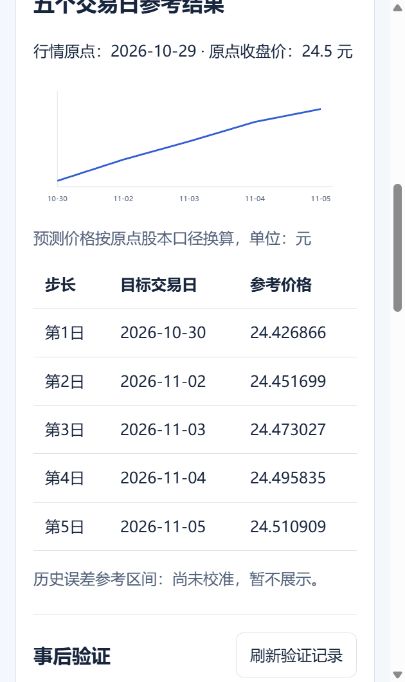 五个交易日参考结果
行情原点：2026-10-29 · 原点收盘价：24.5 元
10-30 11-02 11-03 11-04 11-05
预测价格按原点股本口径换算，单位：元
步长 目标交易日 参考价格
第1日 2026-10-30 24.426866
第2日 2026-11-02 24.451699
第3日 2026-11-03 24.473027
第4日 2026-11-04 24.495835
第5日 2026-11-05 24.510909
历史误差参考区间：尚未校准，暂不展示。
事后验证 刷新验证记录